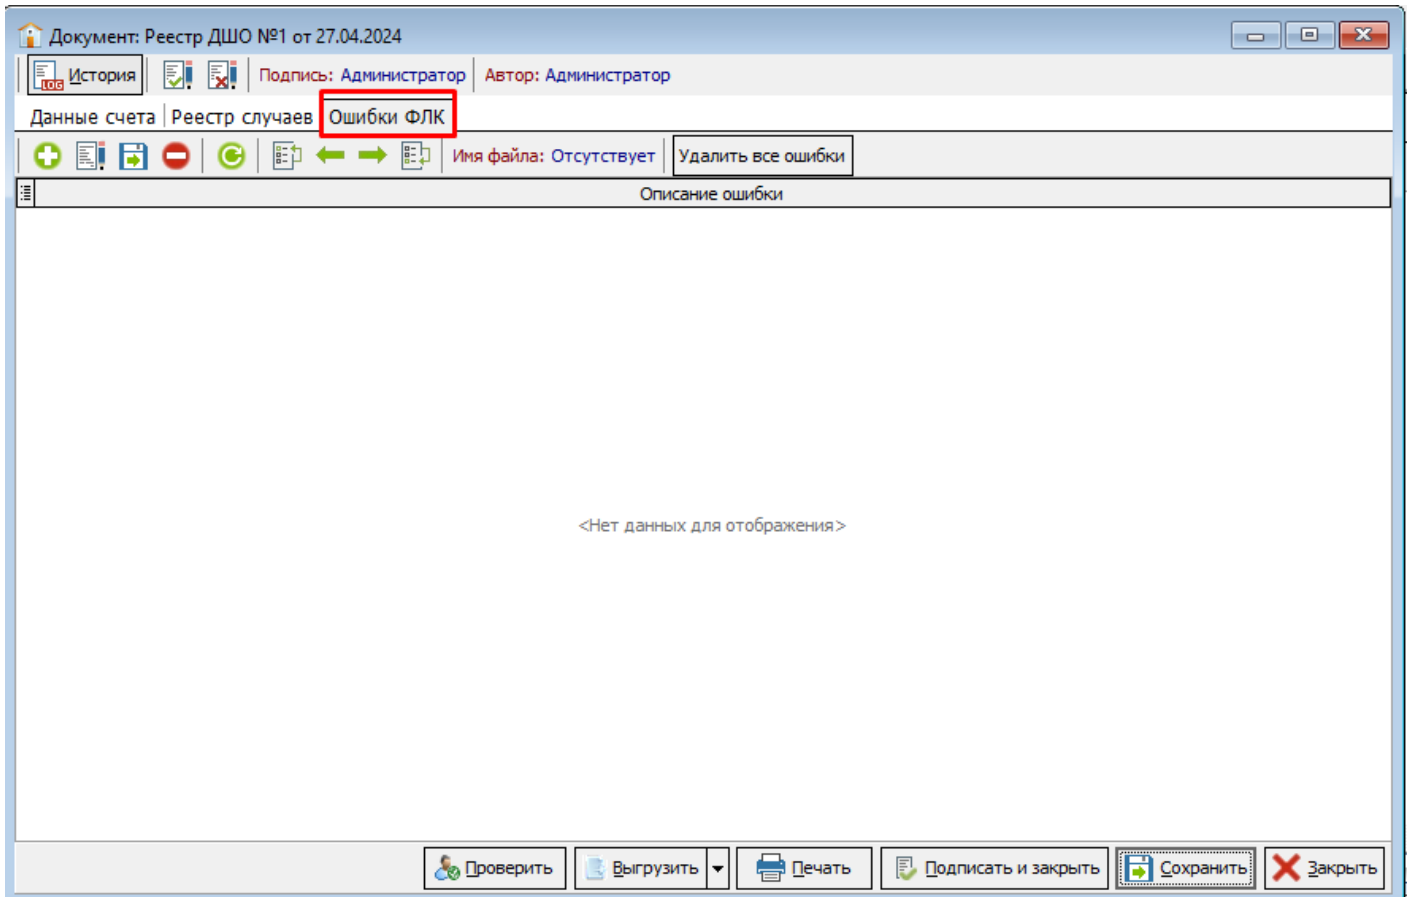 Документ: Реестр ДШО №1 от 27.04.2024
LOG История Подпись: Администратор Автор: Администратор
Данные счета Реестр случаев Ошибки ФЛК
Имя файла: Отсутствует Удалить все ошибки
Описание ошибки
<Нет данных для отображения>
Проверить Выгрузить Печать Подписать и закрыть Сохранить Закрыть